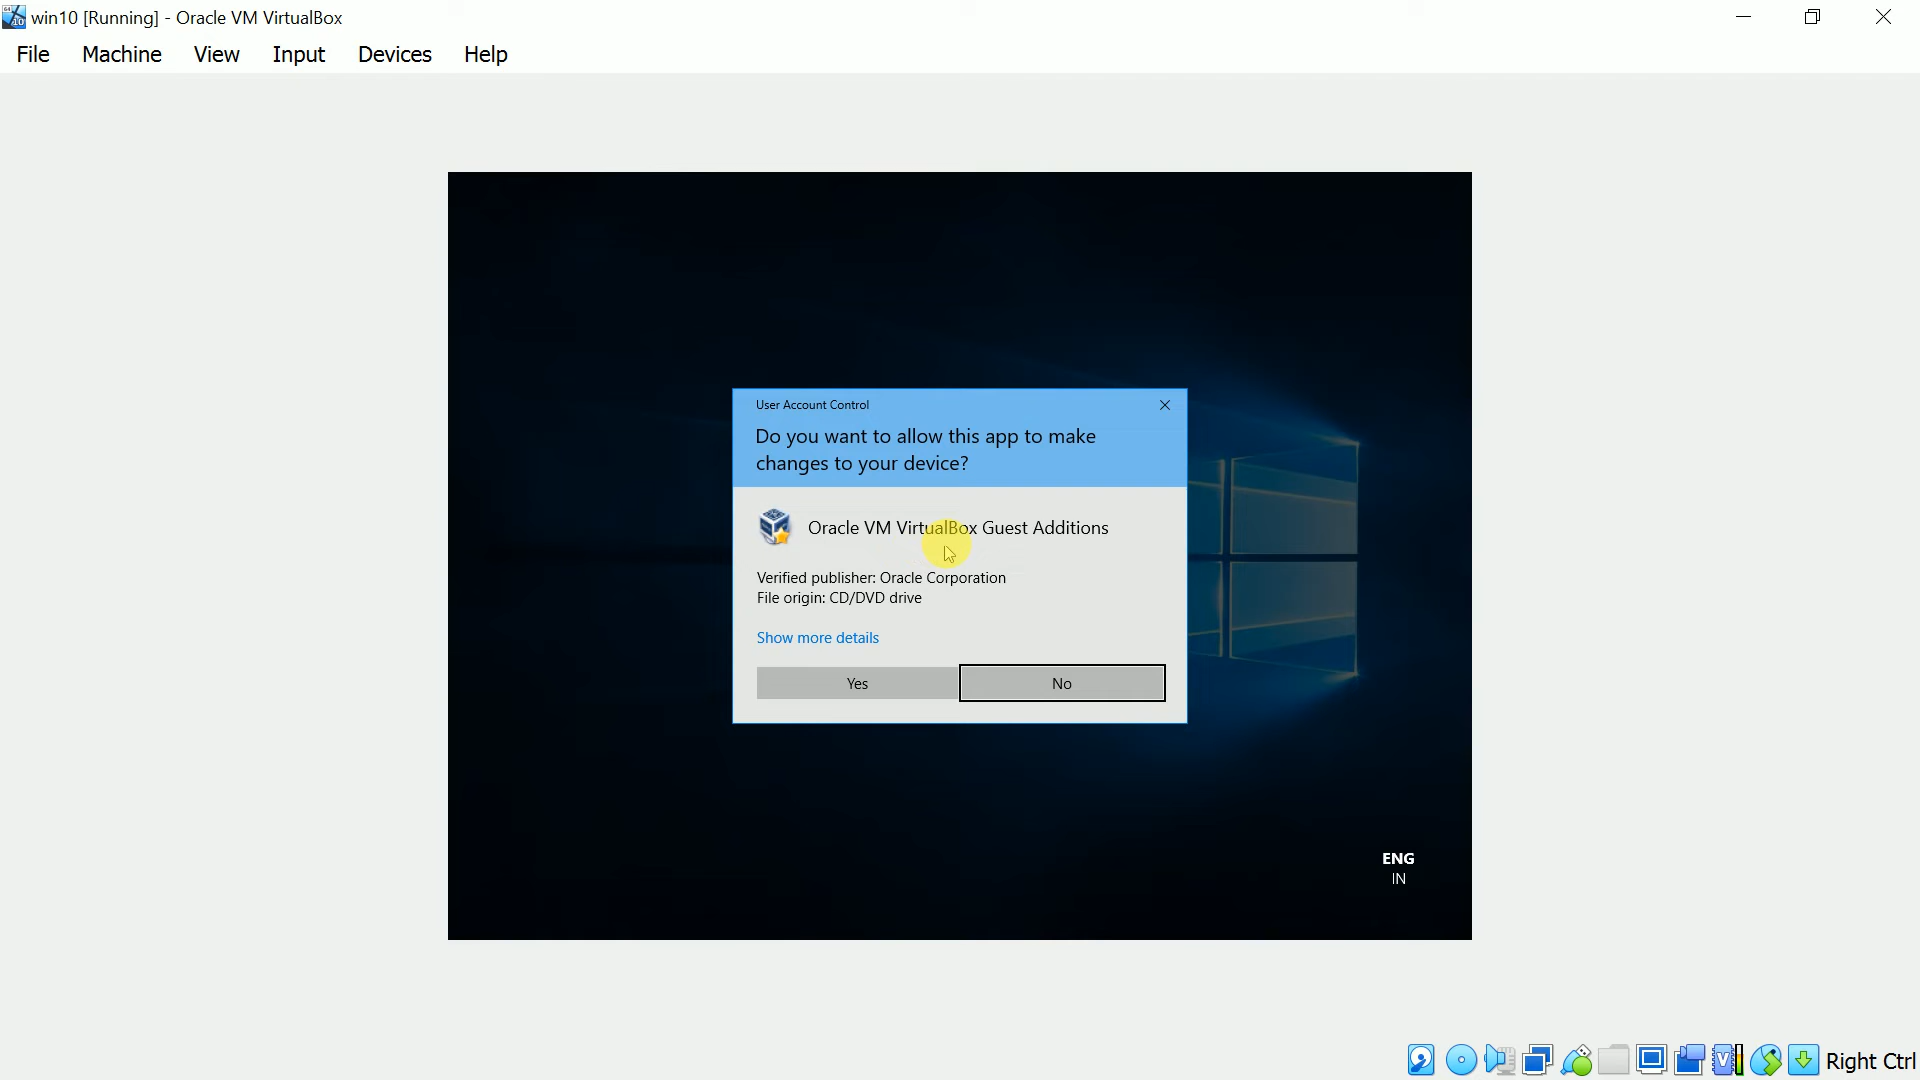 win10 [Running] - Oracle VM VirtualBox
File Machine View Input Devices Help
User Account Control
Do you want to allow this app to make
changes to your device?
Oracle VM VirtualBox Guest Additions
Verified publisher: Oracle Corporation
File origin: CD/DVD drive
Show more details
Yes No
ENG
IN
Right Ctrl